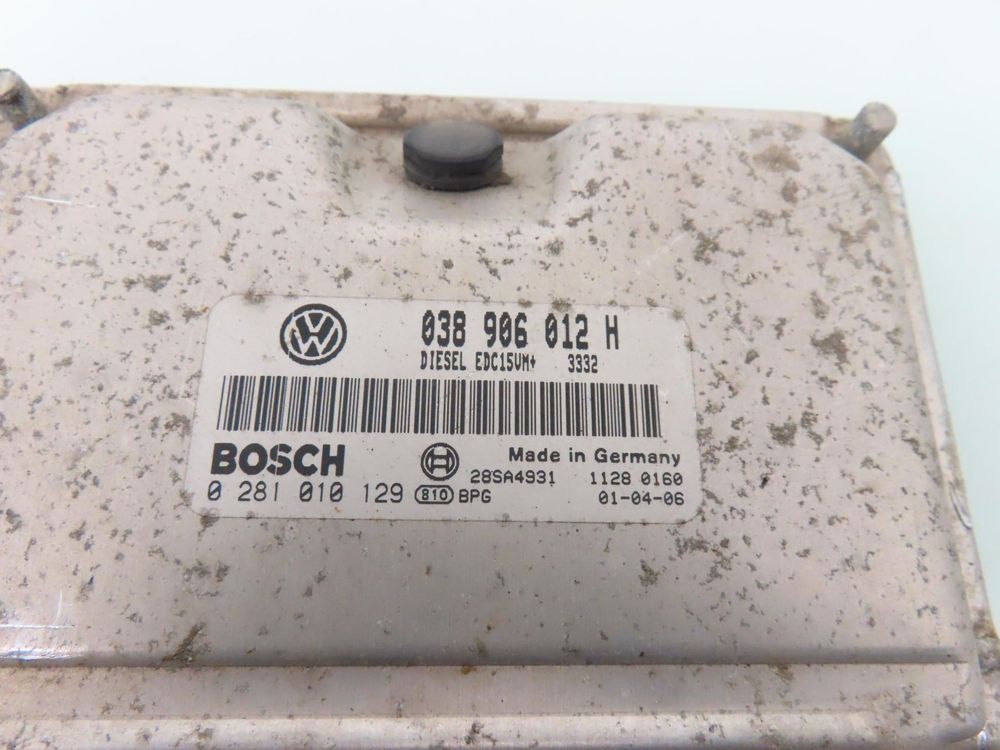 038 906 012 H
DIESEL EDC15VM+ 3332
BOSCH
Made in Germany
28SA4931 1128 0160
0 281 010 129 810 BPG 01-04-06